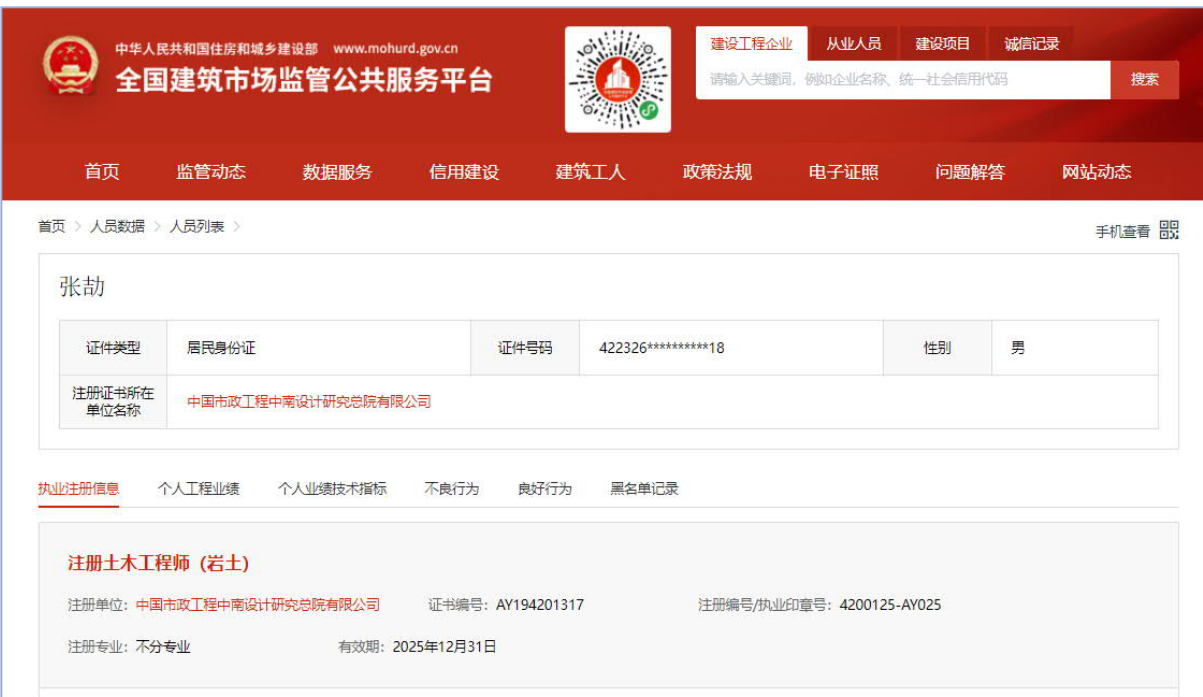 中华人民共和国住房和城乡建设部 www.mohurd.gov.cn
全国建筑市场监管公共服务平台
建设工程企业 从业人员 建设项目 诚信记录
请输入关键词，例如企业名称、统一社会信用代码 搜索
首页 监管动态 数据服务 信用建设 建筑工人 政策法规 电子证照 问题解答 网站动态
首页 > 人员数据 > 人员列表 >
手机查看
张劼
证件类型 居民身份证 证件号码 422326**********18 性别 男
注册证书所在
单位名称
中国市政工程中南设计研究总院有限公司
执业注册信息 个人工程业绩 个人业绩技术指标 不良行为 良好行为 黑名单记录
注册土木工程师（岩土）
注册单位：中国市政工程中南设计研究总院有限公司 证书编号：AY194201317 注册编号/执业印章号：4200125-AY025
注册专业：不分专业 有效期：2025年12月31日